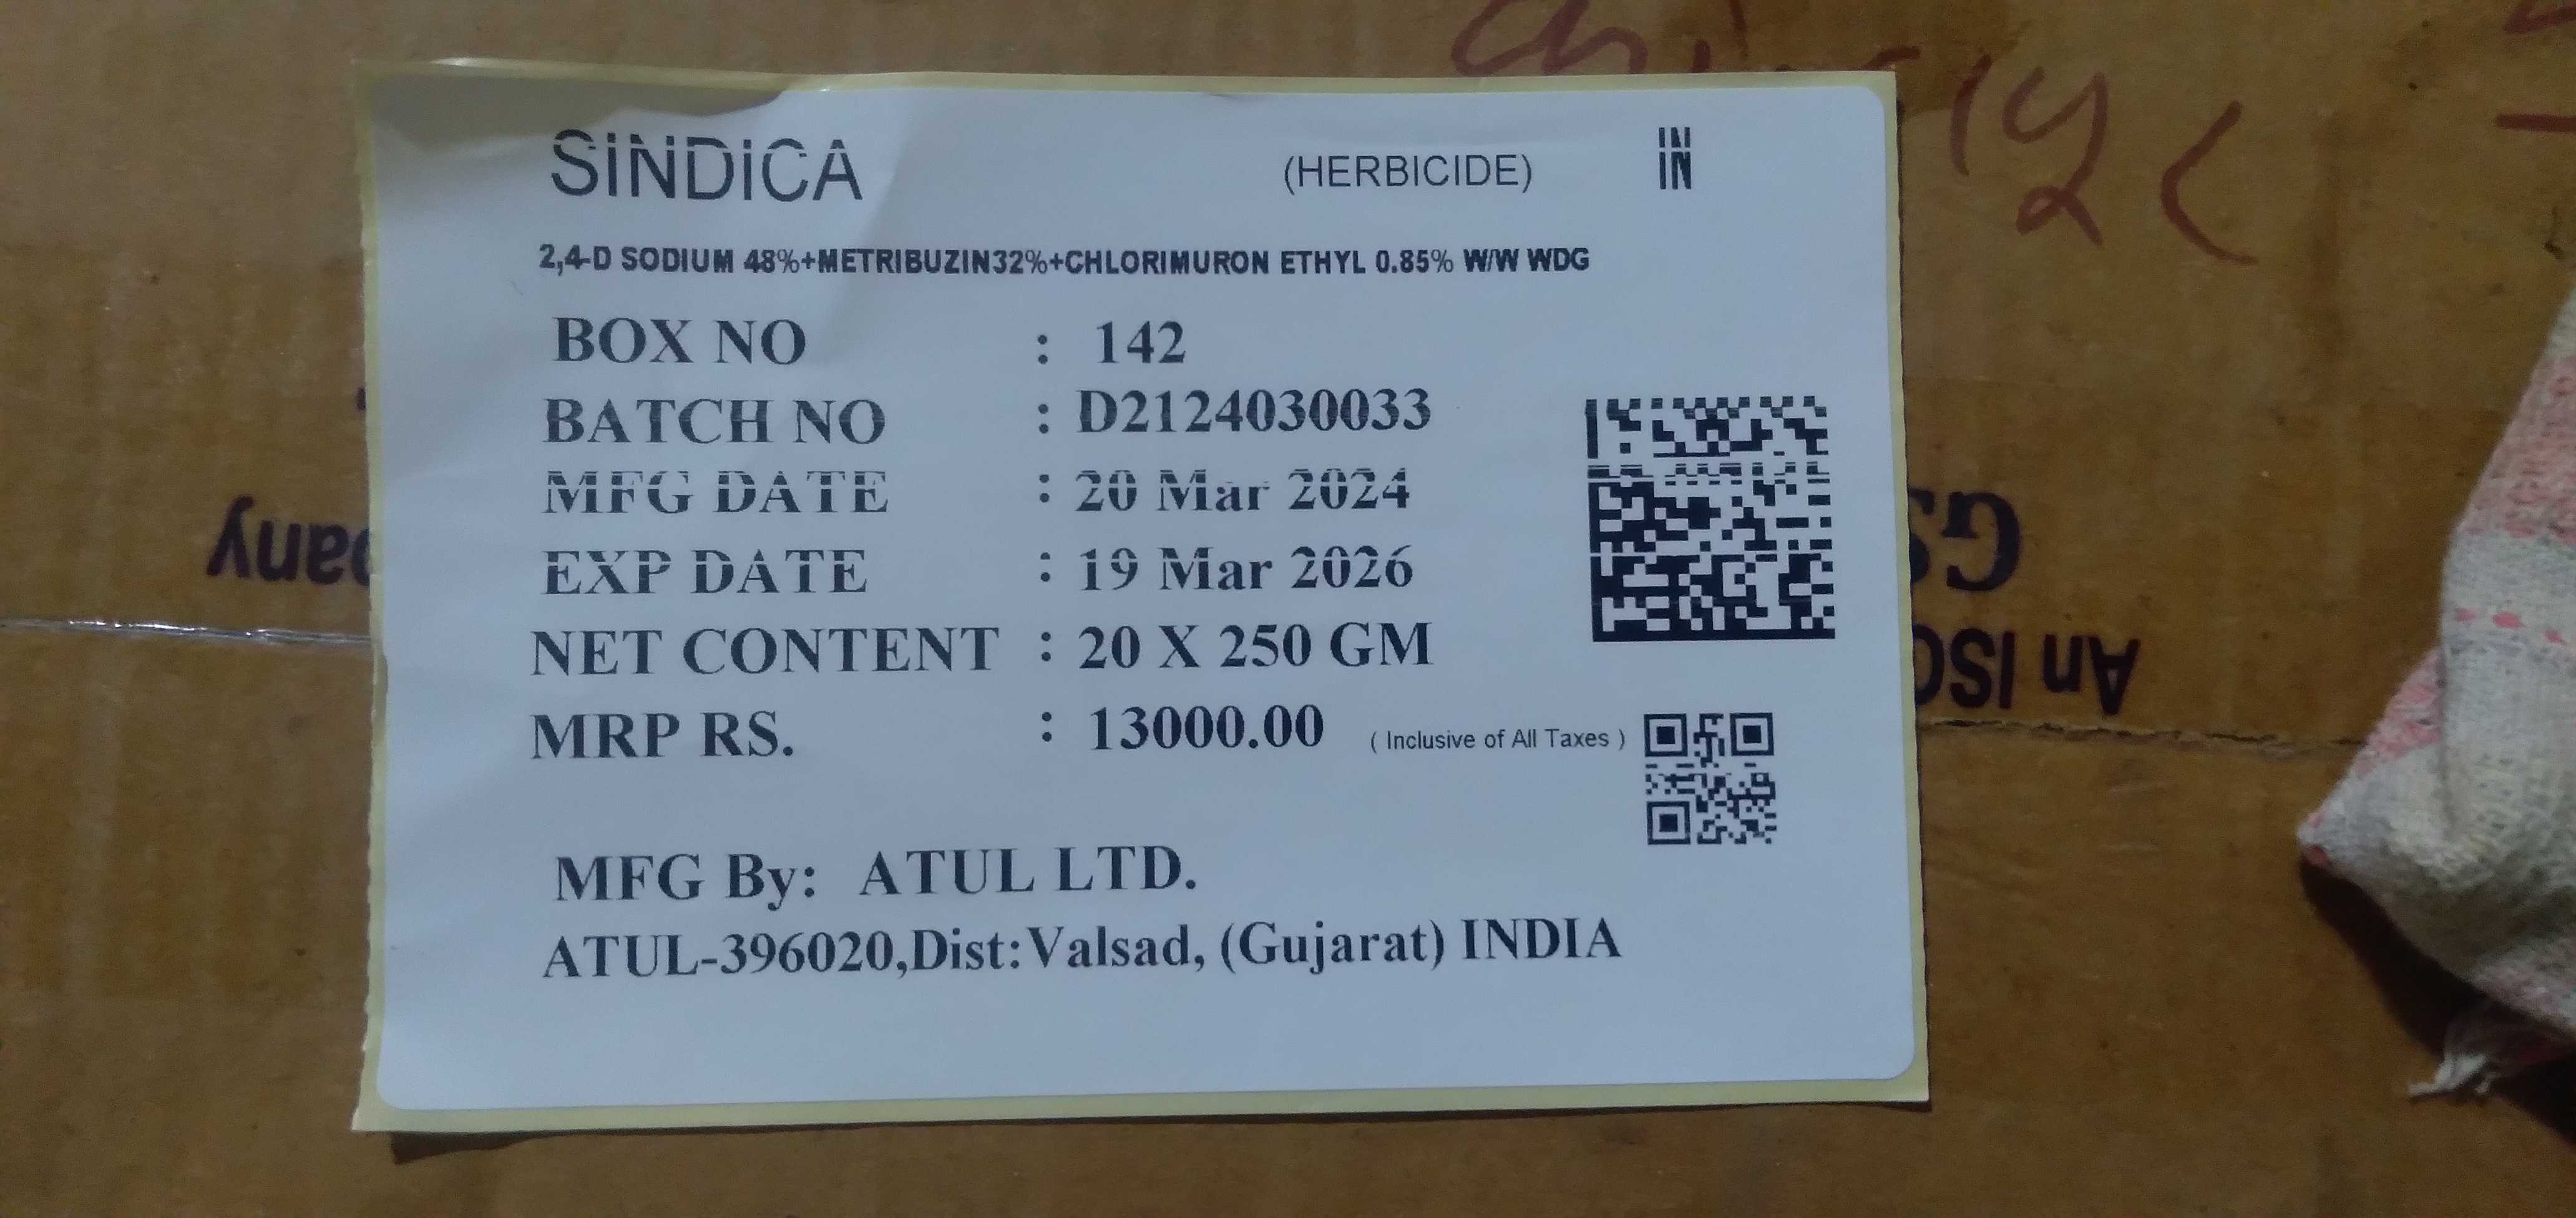 SINDICA (HERBICIDE) IN
2,4-D SODIUM 48%+METRIBUZIN32%+CHLORIMURON ETHYL 0.85% W/W WDG
BOX NO : 142
BATCH NO : D2124030033
MFG DATE : 20 Mar 2024
EXP DATE : 19 Mar 2026
NET CONTENT : 20 X 250 GM
MRP RS. : 13000.00 ( Inclusive of All Taxes )
MFG By: ATUL LTD.
ATUL-396020,Dist:Valsad, (Gujarat) INDIA
An